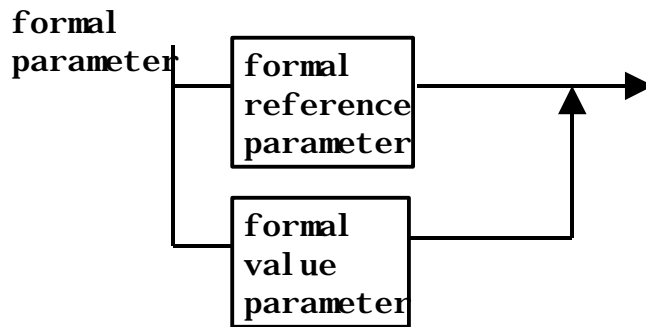 formal
parameter
formal
reference
parameter
formal
value
parameter